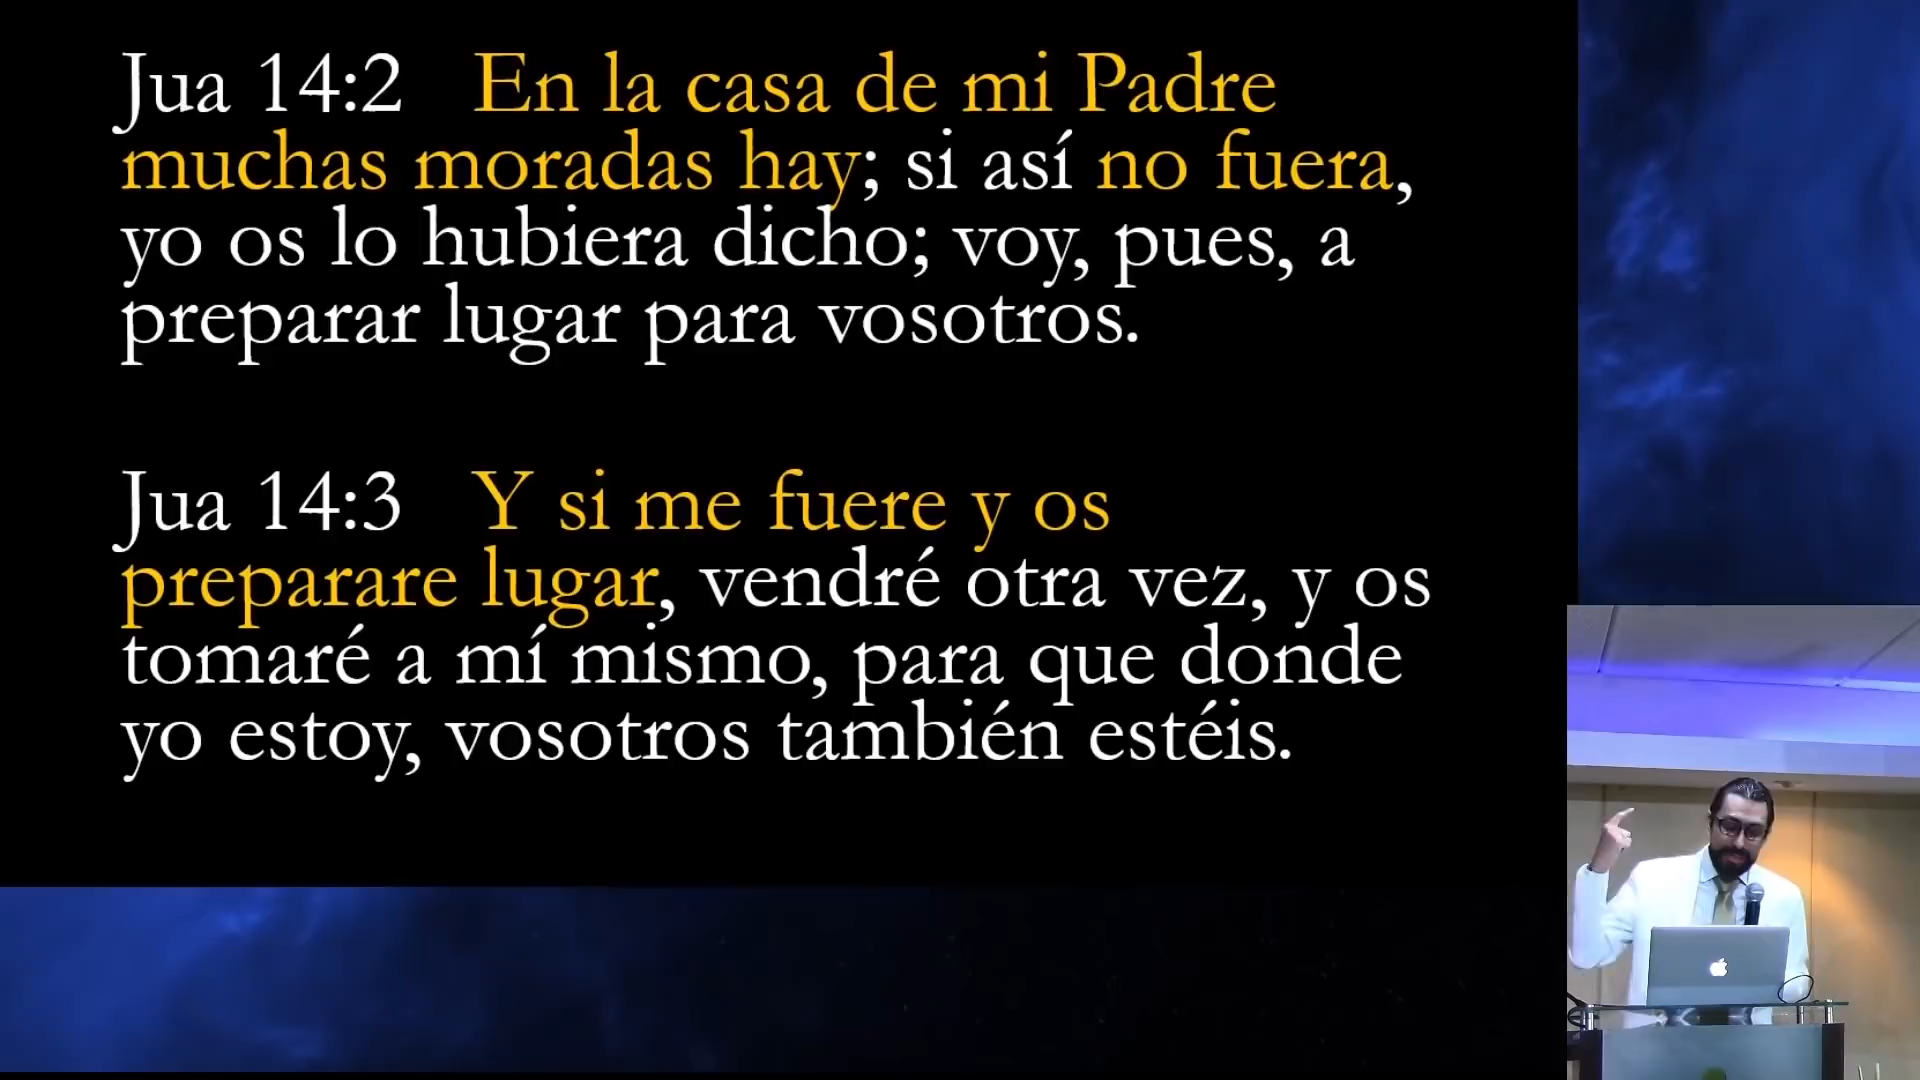 Jua 14:2 En la casa de mi Padre
muchas moradas hay; si así no fuera,
yo os lo hubiera dicho; voy, pues, a
preparar lugar para vosotros.
Jua 14:3 Y si me fuere y os
preparare lugar, vendré otra vez, y os
tomaré a mí mismo, para que donde
yo estoy, vosotros también estéis.